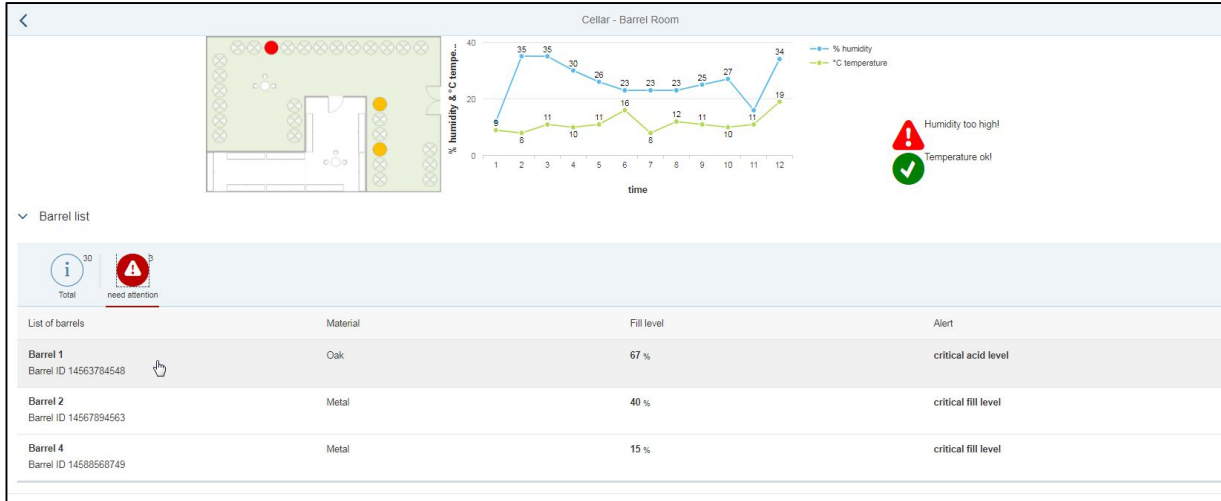 Cellar - Barrel Room
% humidity & °C tempe...
40
20
0
35
35
30
26
23
23
23
25
27
34
9
8
11
10
11
16
8
12
11
10
11
19
1 2 3 4 5 6 7 8 9 10 11 12
time
% humidity
°C temperature
Humidity too high!
Temperature ok!
Barrel list
30
Total
3
need attention
List of barrels Material Fill level Alert
Barrel 1 Oak 67 % critical acid level
Barrel ID 14563784548
Barrel 2 Metal 40 % critical fill level
Barrel ID 14567894563
Barrel 4 Metal 15 % critical fill level
Barrel ID 14588568749